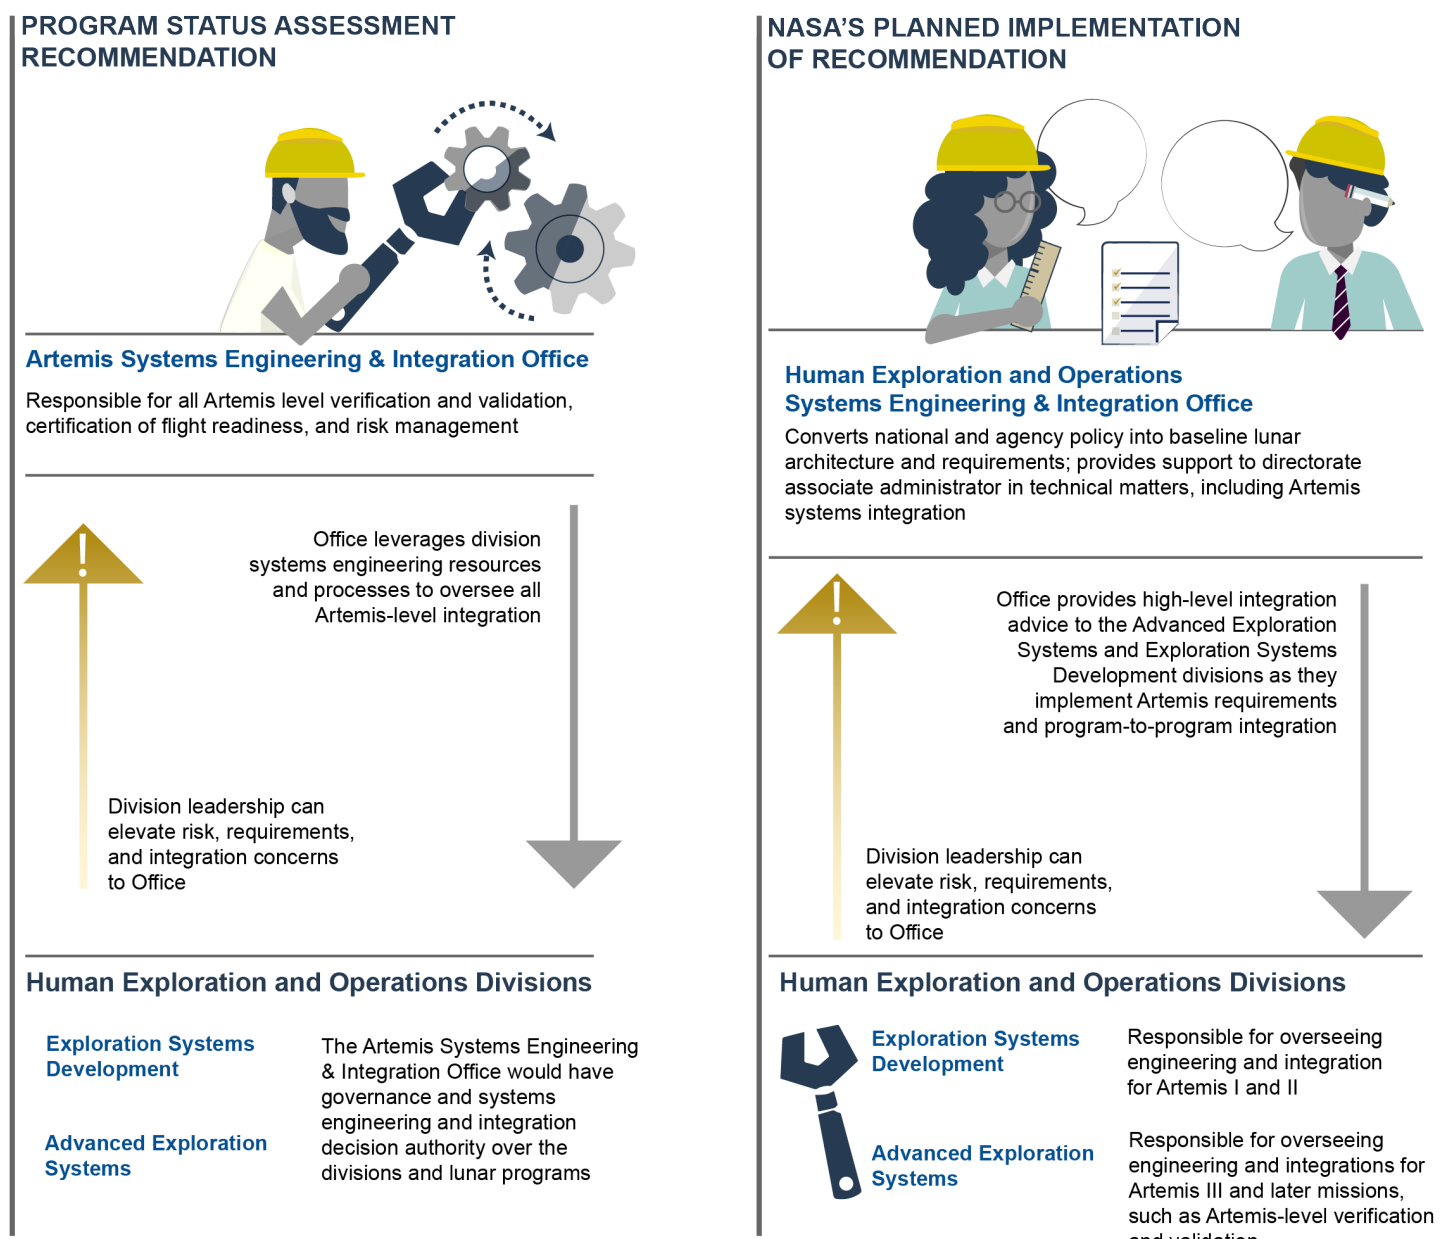 PROGRAM STATUS ASSESSMENT
RECOMMENDATION
Artemis Systems Engineering & Integration Office
Responsible for all Artemis level verification and validation,
certification of flight readiness, and risk management
!
Office leverages division
systems engineering resources
and processes to oversee all
Artemis-level integration
Division leadership can
elevate risk, requirements,
and integration concerns
to Office
Human Exploration and Operations Divisions
Exploration Systems
Development
Advanced Exploration
Systems
The Artemis Systems Engineering
& Integration Office would have
governance and systems
engineering and integration
decision authority over the
divisions and lunar programs
NASA’S PLANNED IMPLEMENTATION
OF RECOMMENDATION
Human Exploration and Operations
Systems Engineering & Integration Office
Converts national and agency policy into baseline lunar
architecture and requirements; provides support to directorate
associate administrator in technical matters, including Artemis
systems integration
!
Office provides high-level integration
advice to the Advanced Exploration
Systems and Exploration Systems
Development divisions as they
implement Artemis requirements
and program-to-program integration
Division leadership can
elevate risk, requirements,
and integration concerns
to Office
Human Exploration and Operations Divisions
Exploration Systems
Development
Responsible for overseeing
engineering and integration
for Artemis I and II
Advanced Exploration
Systems
Responsible for overseeing
engineering and integrations for
Artemis III and later missions,
such as Artemis-level verification
and validation